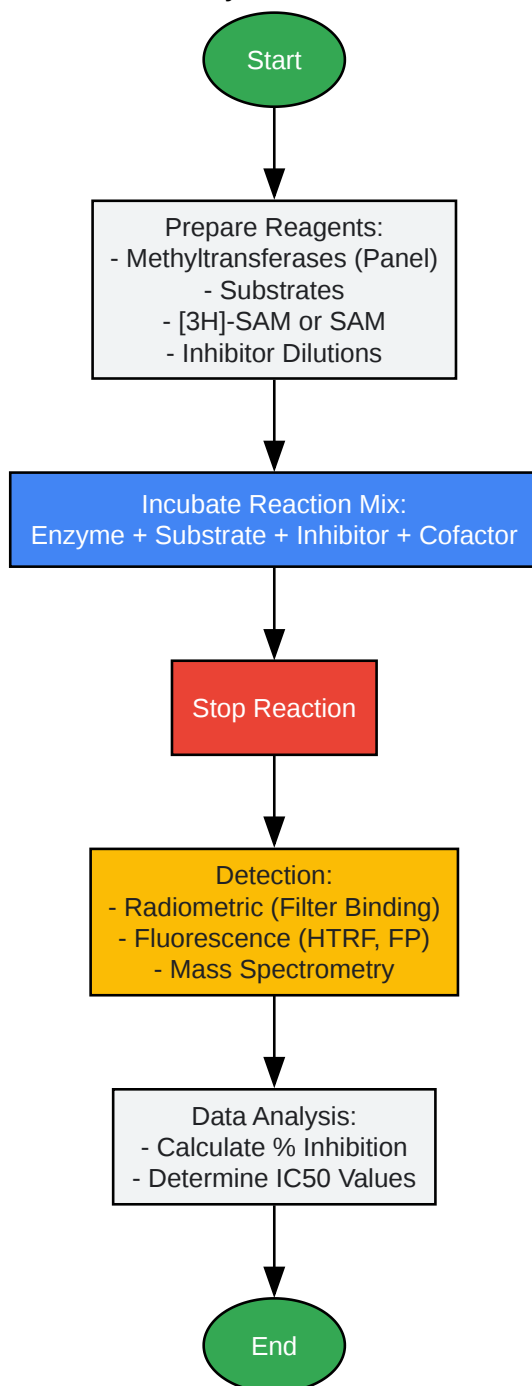 Start
Prepare Reagents:
- Methyltransferases (Panel)
- Substrates
- [3H]-SAM or SAM
- Inhibitor Dilutions
Incubate Reaction Mix:
Enzyme + Substrate + Inhibitor + Cofactor
Stop Reaction
Detection:
- Radiometric (Filter Binding)
- Fluorescence (HTRF, FP)
- Mass Spectrometry
Data Analysis:
- Calculate % Inhibition
- Determine IC50 Values
End